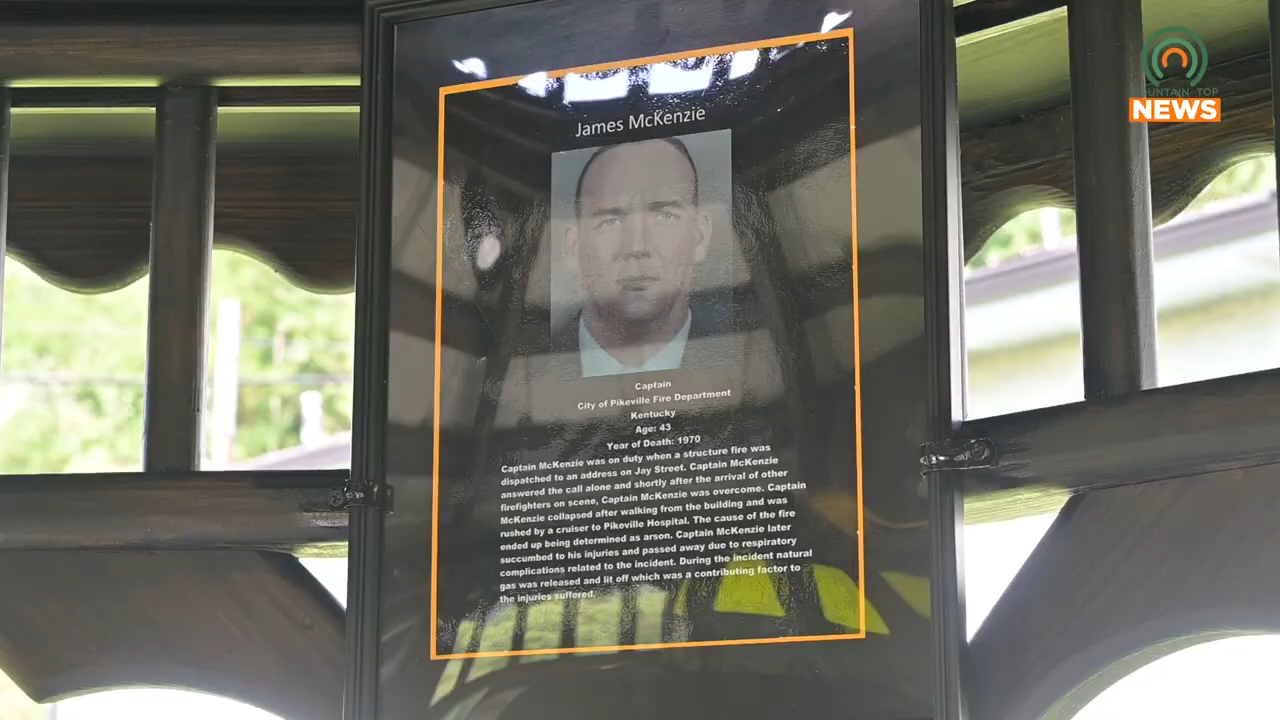 MOUNTAIN TOP
NEWS
James McKenzie
Captain
City of Pikeville Fire Department
Kentucky
Age: 43
Year of Death: 1970
Captain McKenzie was on duty when a structure fire was
dispatched to an address on Jay Street. Captain McKenzie
answered the call alone and shortly after the arrival of other
firefighters on scene, Captain McKenzie was overcome. Captain
McKenzie collapsed after walking from the building and was
rushed by a cruiser to Pikeville Hospital. The cause of the fire
ended up being determined as arson. Captain McKenzie later
succumbed to his injuries and passed away due to respiratory
complications related to the incident. During the incident natural
gas was released and lit off which was a contributing factor to
the injuries suffered.